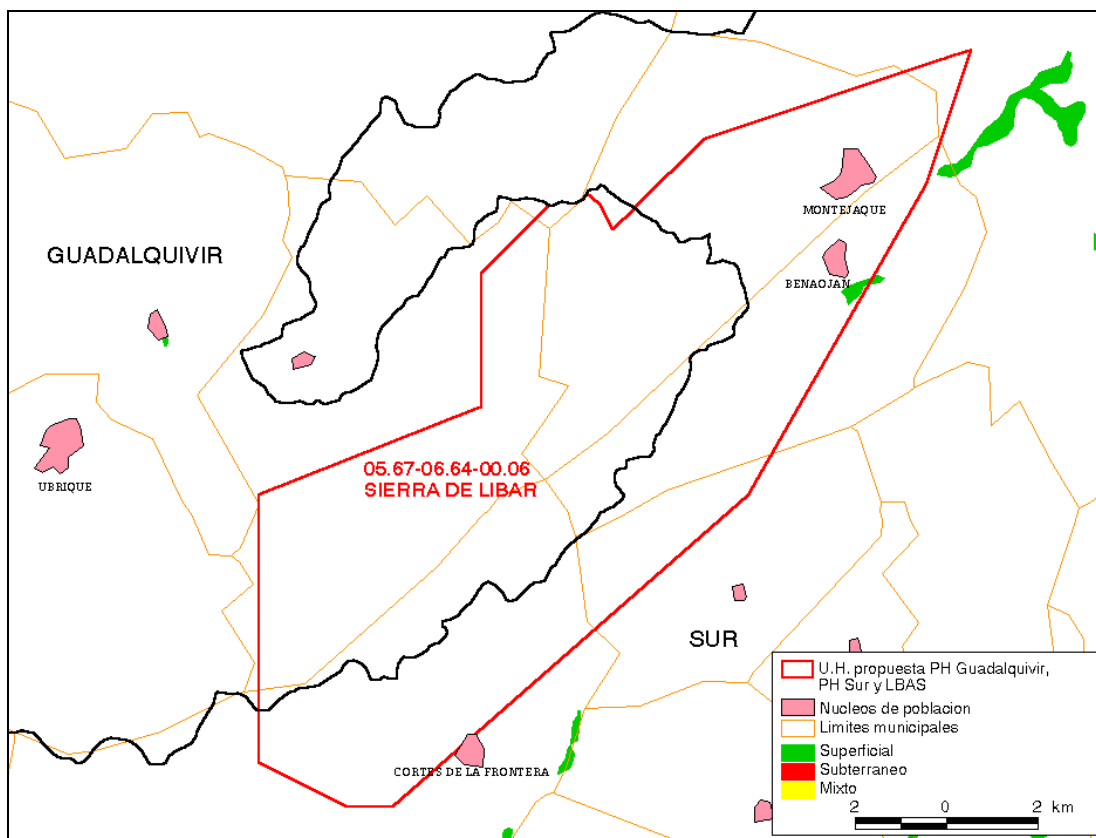 MONTEJAQUE
GUADALQUIVIR
BENAOJAN
05.67-06.64-00.06
SIERRA DE LIBAR
UBRIQUE
SUR
CORTES DE LA FRONTERA
U.H. propuesta PH Guadalquivir,
PH Sur y LBAS
Nucleos de poblacion
Limites municipales
Superficial
Subterraneo
Mixto
2 0 2 km